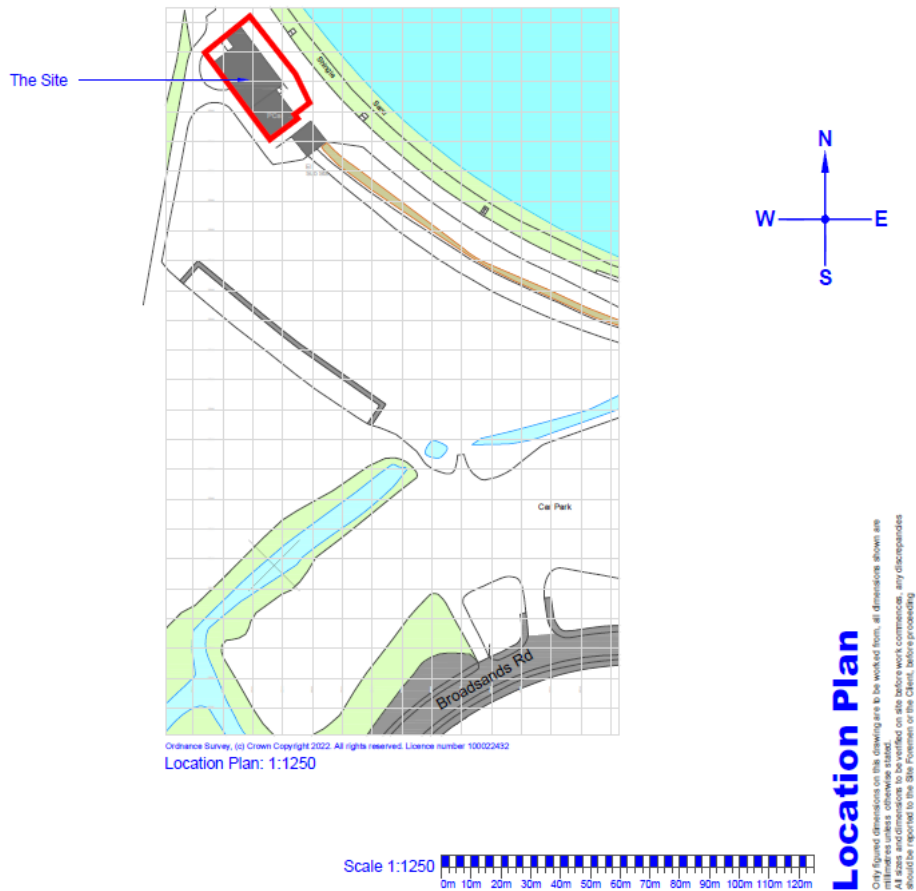 The Site
Shingle
Sand
N
W
E
S
Car Park
Broadsands Rd
Ordnance Survey, (c) Crown Copyright 2022. All rights reserved. Licence number 100022432
Location Plan: 1:1250
Scale 1:1250
0m 10m 20m 30m 40m 50m 60m 70m 80m 90m 100m 110m 120m
Location Plan
Only figured dimensions on this drawing are to be worked from, all dimensions shown are
millimetres unless otherwise stated.
all sizes and dimensions to be verified on site before work commences, any discrepancies
should be reported to the Site Foremen or the Client, before proceeding